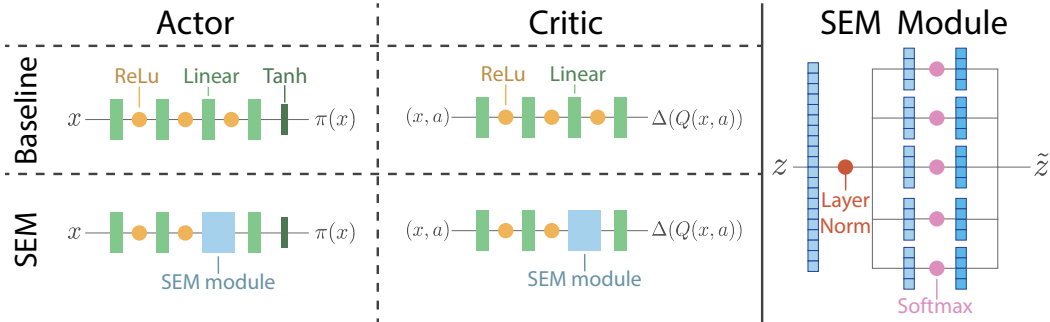 Actor
Critic
SEM Module
Baseline
ReLu
Linear
Tanh
x
π(x)
ReLu
Linear
(x, a)
Δ(Q(x, a))
SEM
x
π(x)
SEM module
(x, a)
Δ(Q(x, a))
SEM module
z
z̃
Layer
Norm
Softmax